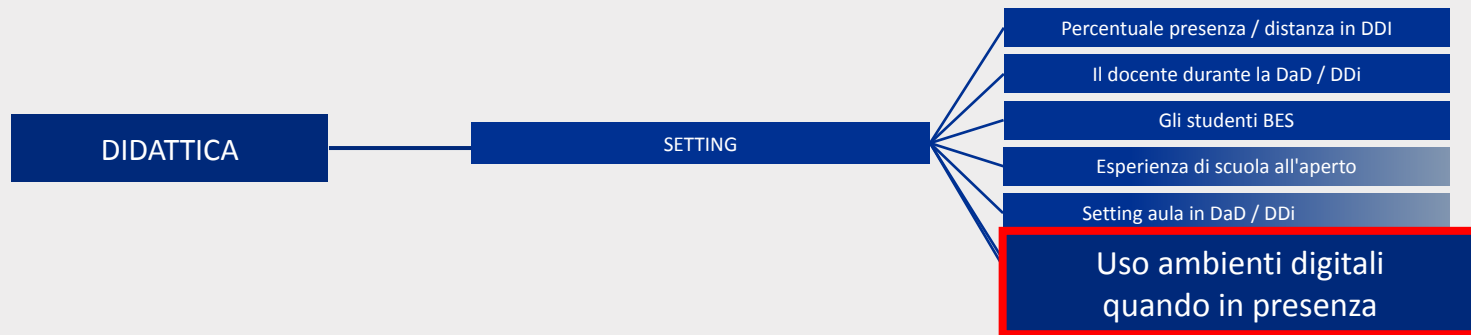 DIDATTICA
SETTING
Percentuale presenza / distanza in DDI
Il docente durante la DaD / DDi
Gli studenti BES
Esperienza di scuola all'aperto
Setting aula in DaD / DDi
Uso ambienti digitali
quando in presenza